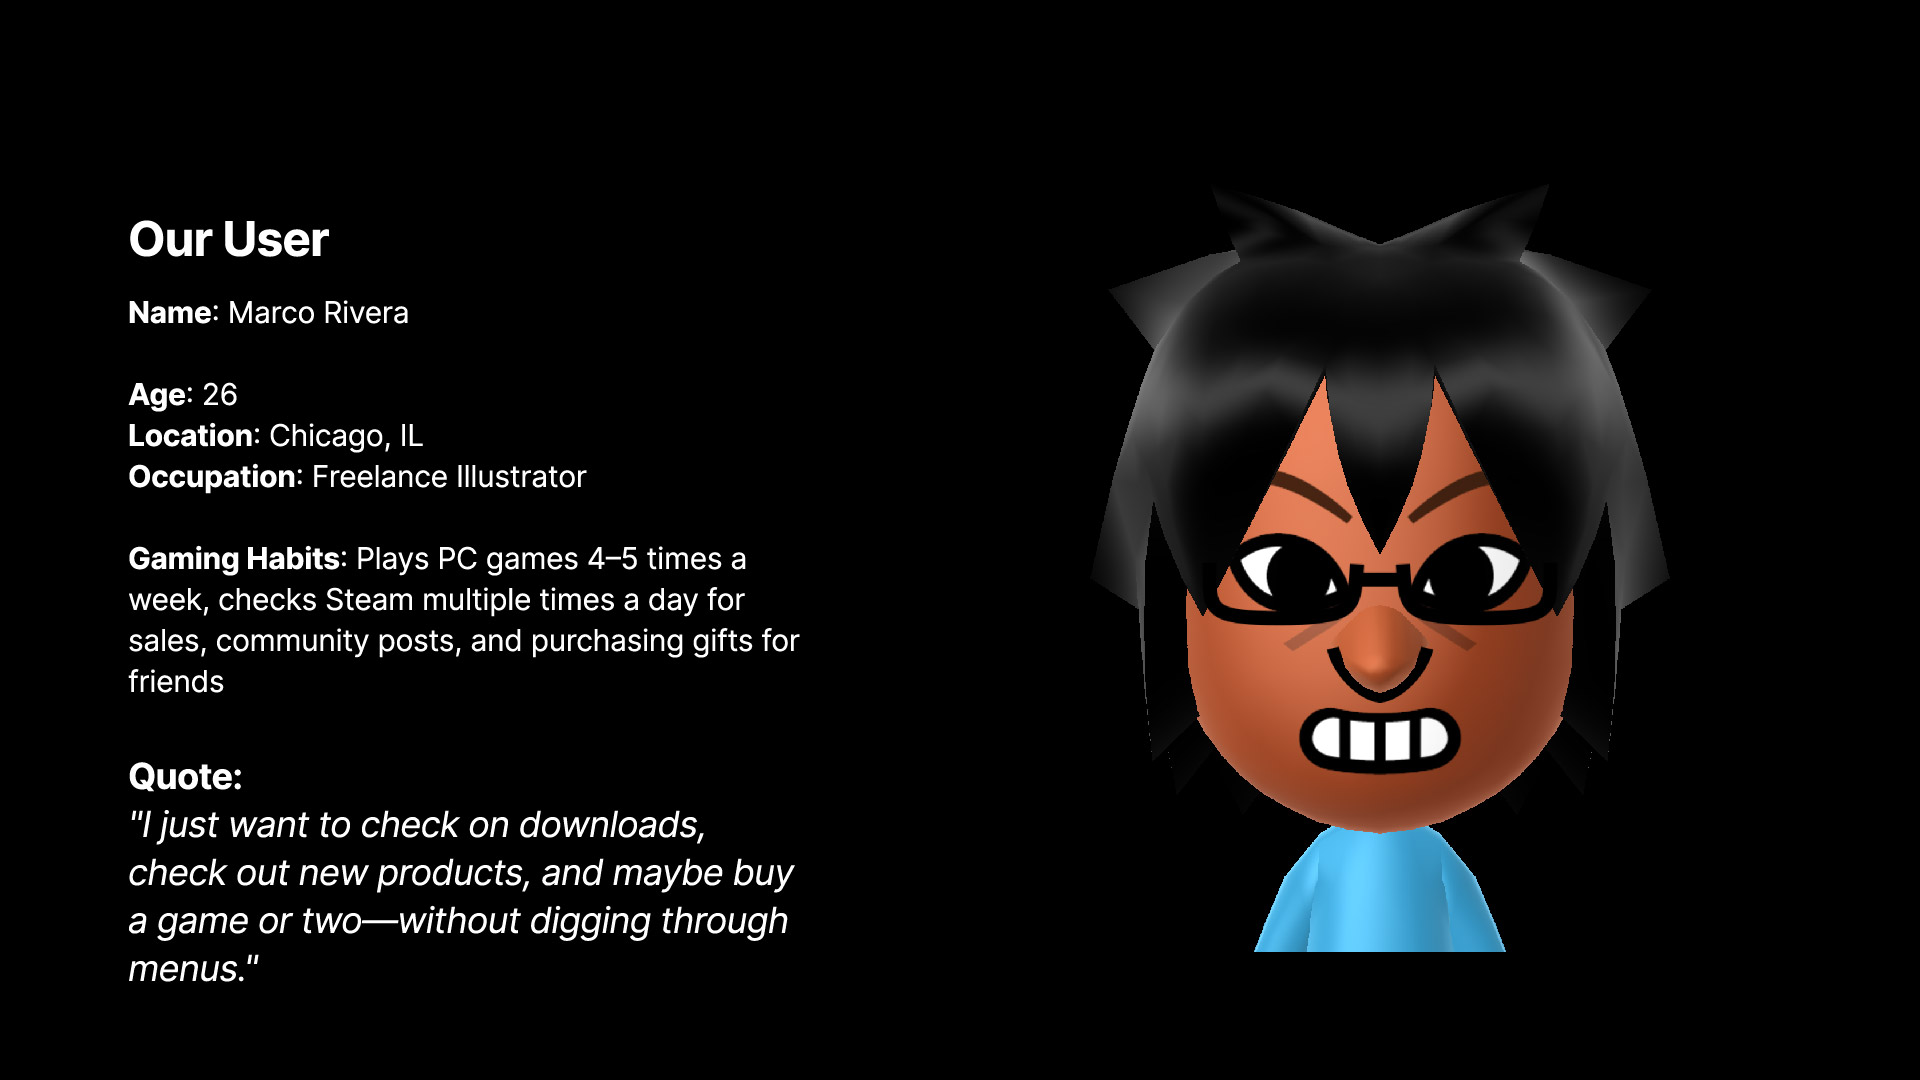 Our User
Name: Marco Rivera
Age: 26
Location: Chicago, IL
Occupation: Freelance Illustrator
Gaming Habits: Plays PC games 4–5 times a
week, checks Steam multiple times a day for
sales, community posts, and purchasing gifts for
friends
Quote:
"I just want to check on downloads,
check out new products, and maybe buy
a game or two—without digging through
menus."